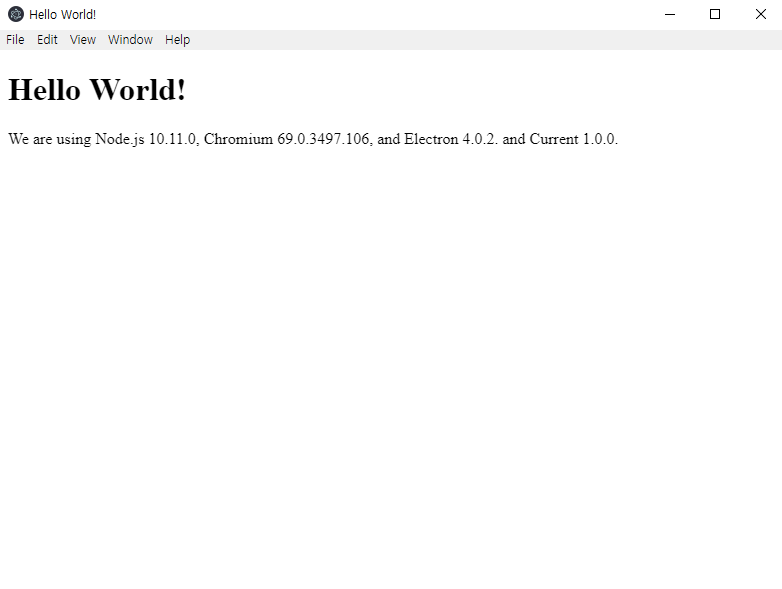 Hello World!
File Edit View Window Help
Hello World!
We are using Node.js 10.11.0, Chromium 69.0.3497.106, and Electron 4.0.2. and Current 1.0.0.